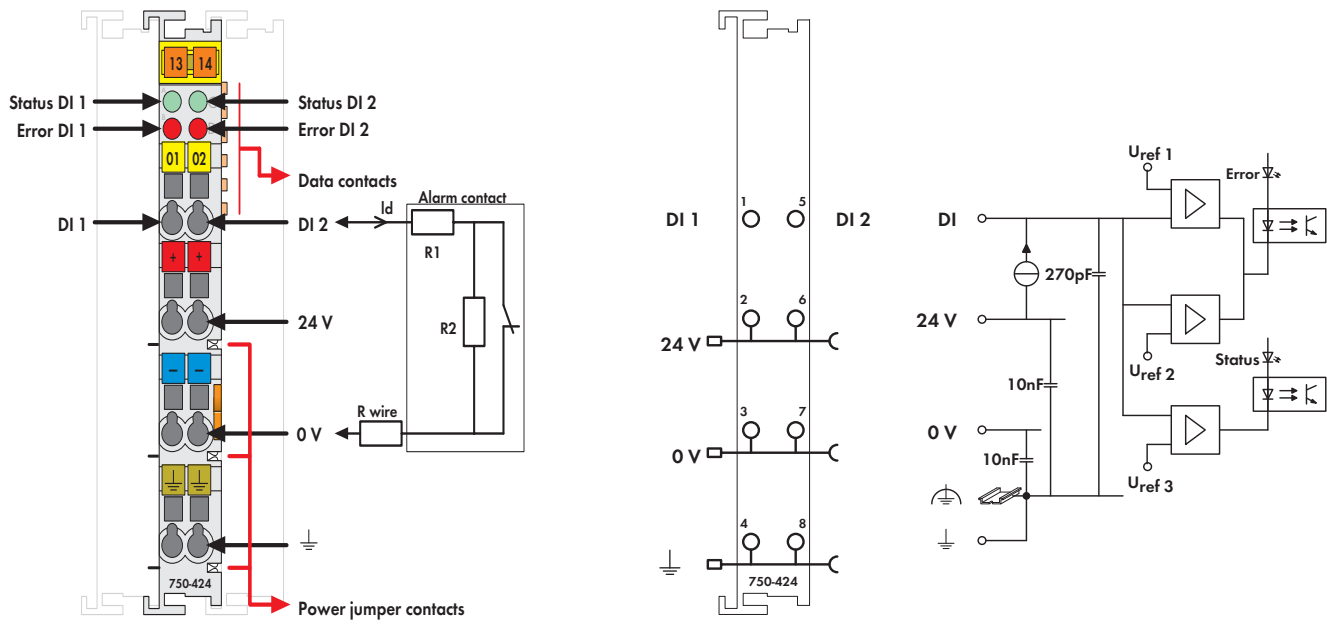 13 14
Status DI 1
Status DI 2
Error DI 1
Error DI 2
01 02
Data contacts
Alarm contact
Id
DI 1
DI 2
R1
+ +
R2
24 V
– –
R wire
0 V
750-424
Power jumper contacts
1 5
DI 1
DI 2
2 6
24 V
3 7
0 V
4 8
750-424
Uref 1
Error
DI
270pF
24 V
Uref 2
Status
10nF
0 V
10nF
Uref 3